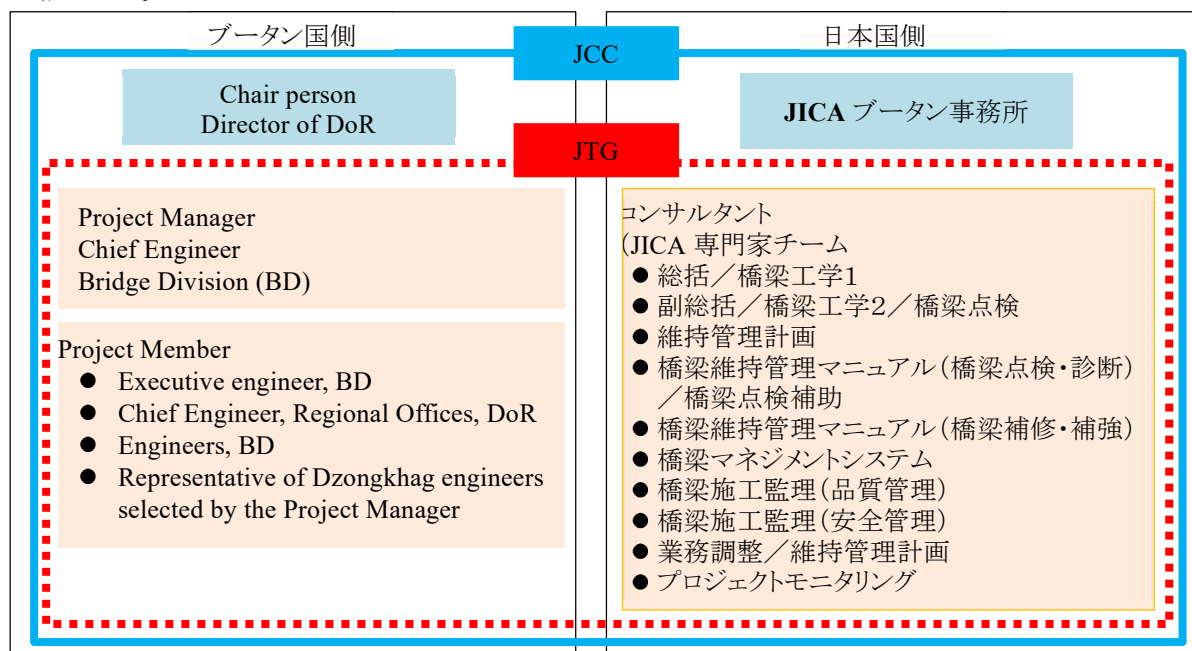 ブータン国側
Chair person
Director of DoR
Project Manager
Chief Engineer
Bridge Division (BD)
Project Member
● Executive engineer, BD
● Chief Engineer, Regional Offices, DoR
● Engineers, BD
● Representative of Dzongkhag engineers
selected by the Project Manager
JCC
JTG
日本国側
JICA ブータン事務所
コンサルタント
(JICA 専門家チーム
● 総括／橋梁工学1
● 副総括／橋梁工学2／橋梁点検
● 維持管理計画
● 橋梁維持管理マニュアル(橋梁点検・診断)
／橋梁点検補助
● 橋梁維持管理マニュアル(橋梁補修・補強)
● 橋梁マネジメントシステム
● 橋梁施工監理(品質管理)
● 橋梁施工監理(安全管理)
● 業務調整／維持管理計画
● プロジェクトモニタリング